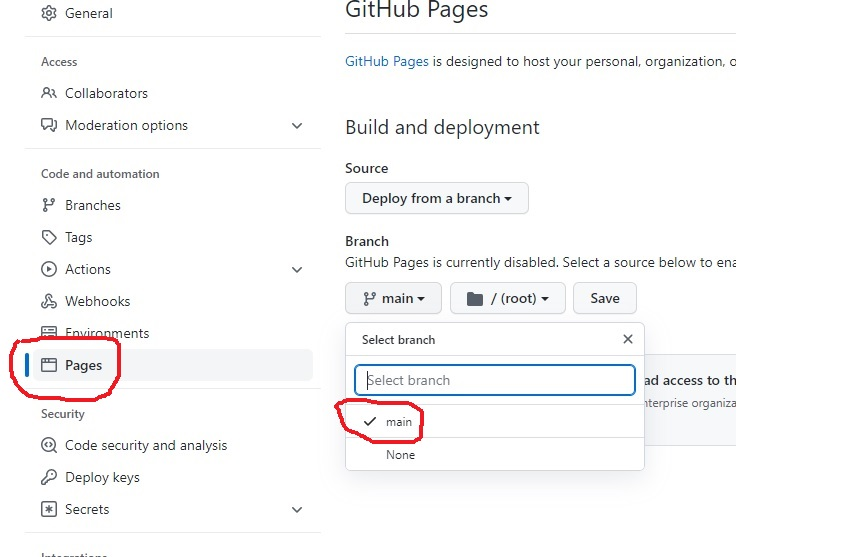 General
Access
Collaborators
Moderation options
Code and automation
Branches
Tags
Actions
Webhooks
Environments
Pages
Security
Code security and analysis
Deploy keys
Secrets
Integrations
GitHub Pages
GitHub Pages is designed to host your personal, organization, o
Build and deployment
Source
Deploy from a branch
Branch
GitHub Pages is currently disabled. Select a source below to ena
main
/ (root)
Save
Select branch
Select branch
main
None
ad access to th
nterprise organiza